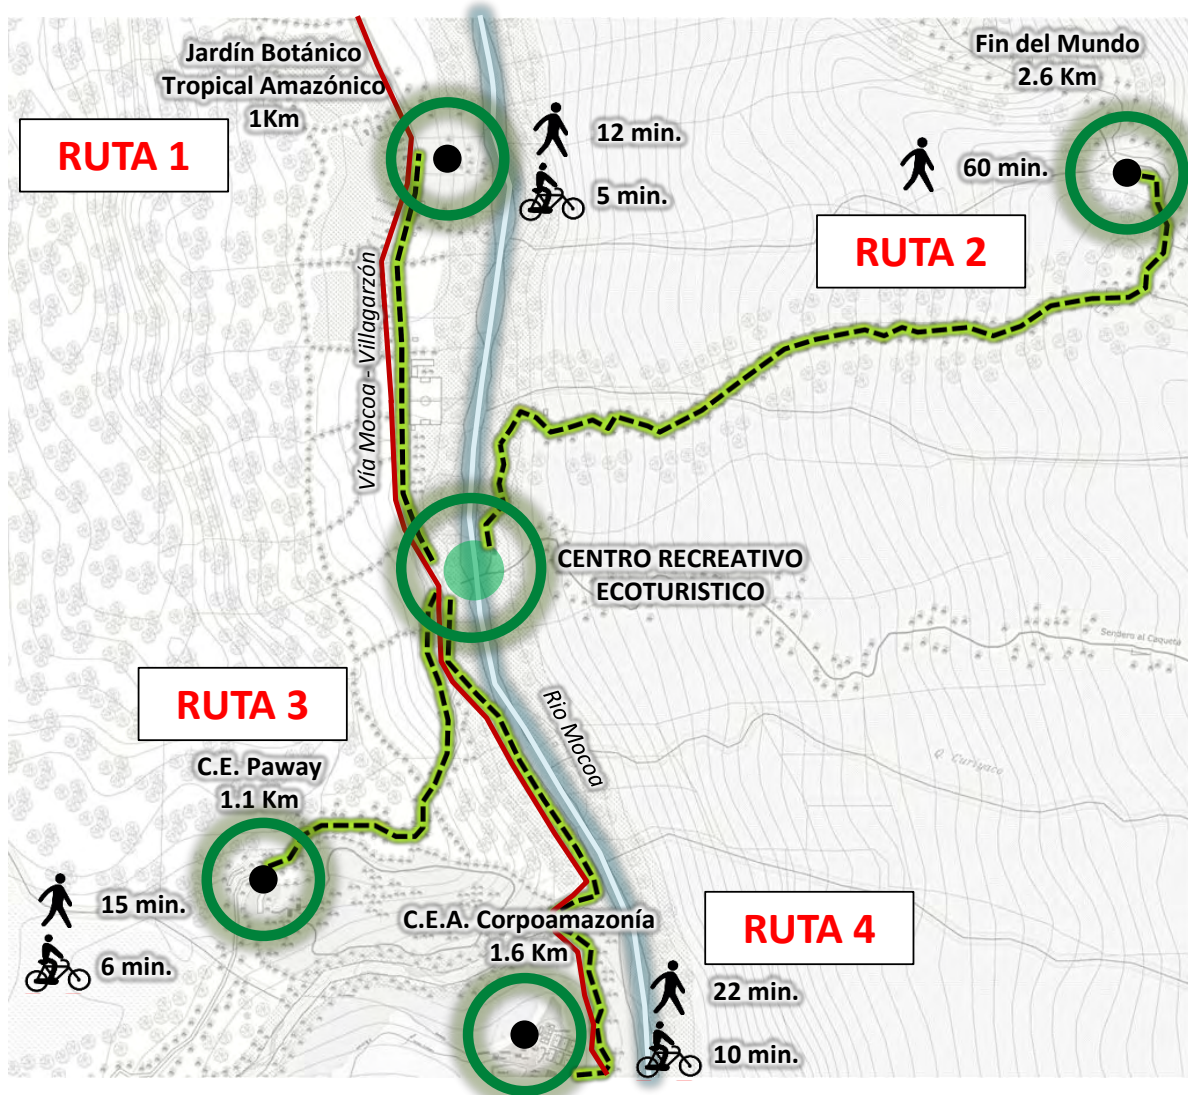 Jardín Botánico
Tropical Amazónico
1Km
RUTA 1
12 min.
5 min.
Fin del Mundo
2.6 Km
60 min.
RUTA 2
Vía Mocoa - Villagarzón
CENTRO RECREATIVO
ECOTURISTICO
Sendero al Caquetá
RUTA 3
C.E. Paway
1.1 Km
15 min.
6 min.
Rio Mocoa
Q. Curiyaco
C.E.A. Corpoamazonía
1.6 Km
RUTA 4
22 min.
10 min.